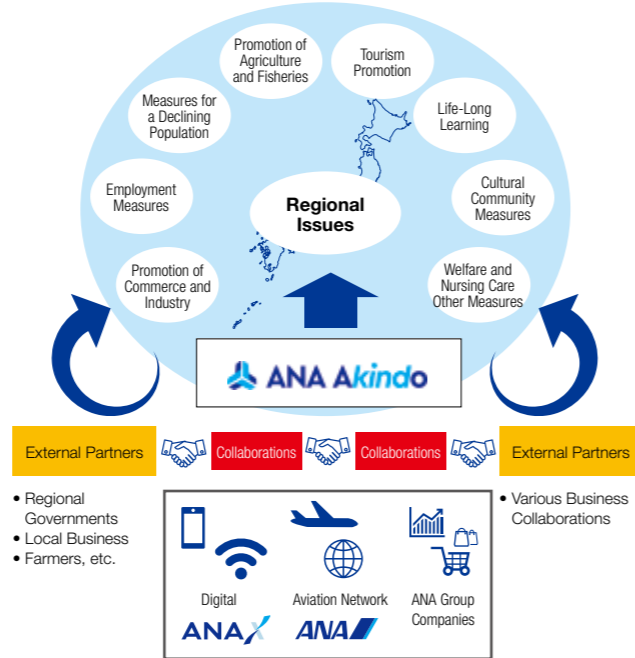 Promotion of
Agriculture
and Fisheries
Tourism
Promotion
Measures for
a Declining
Population
Life-Long
Learning
Employment
Measures
Regional
Issues
Cultural
Community
Measures
Promotion of
Commerce and
Industry
Welfare and
Nursing Care
Other Measures
ANA Akindo
External Partners
Collaborations
Collaborations
External Partners
• Regional
Governments
• Local Business
• Farmers, etc.
• Various Business
Collaborations
Digital
Aviation Network
ANA Group
Companies
ANA X
ANA